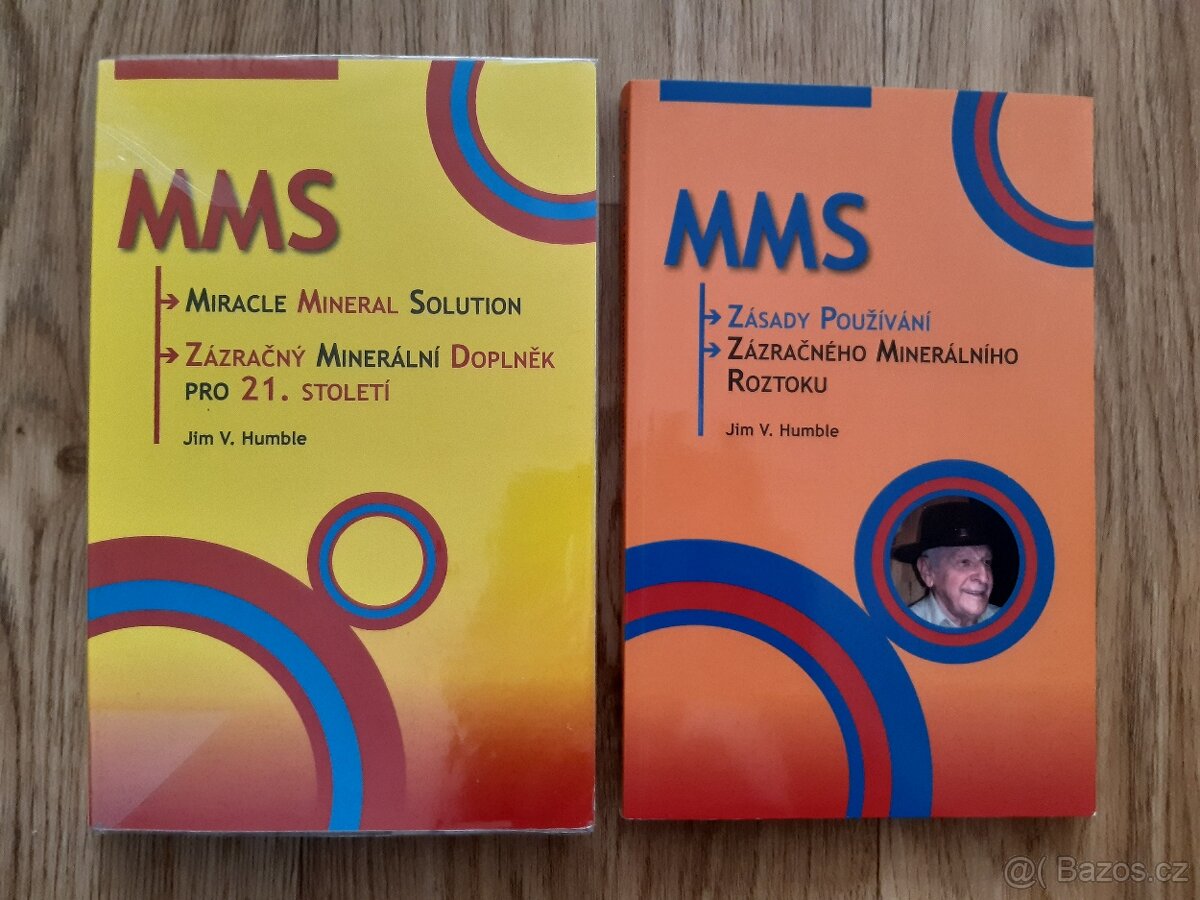 MMS
MIRACLE MINERAL SOLUTION
ZÁZRAČNÝ MINERÁLNÍ DOPLNĚK
PRO 21. STOLETÍ
Jim V. Humble
MMS
ZÁSADY POUŽÍVÁNÍ
ZÁZRAČNÉHO MINERÁLNÍHO
ROZTOKU
Jim V. Humble
@( Bazos.cz